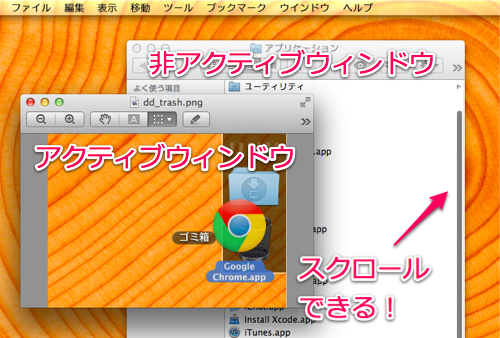 ファイル 編集 表示 移動 ツール ブックマーク ウインドウ ヘルプ
アプリケーション
非アクティブウィンドウ
よく使う項目
ユーティリティ
dd_trash.png
アクティブウィンドウ
.app
ゴミ箱
Google
Chrome.app
.app
スクロール
できる！
iChat.app
Install Xcode.app
iTunes.app